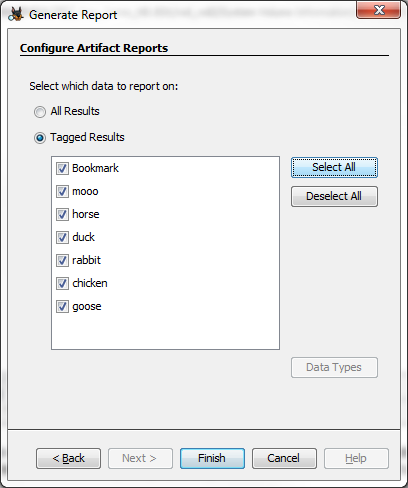 Generate Report
Configure Artifact Reports
Select which data to report on:
All Results
Tagged Results
Bookmark
mooo
horse
duck
rabbit
chicken
goose
Select All
Deselect All
Data Types
< Back
Next >
Finish
Cancel
Help